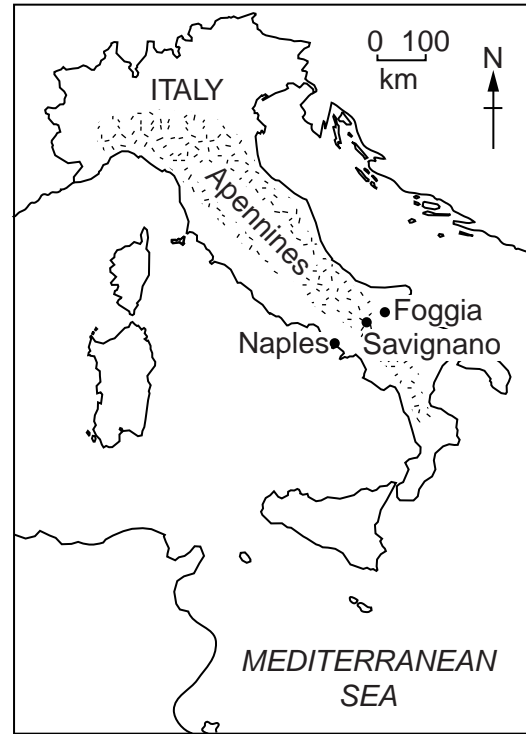 0 100
km
N
ITALY
Apennines
Foggia
Naples
Savignano
MEDITERRANEAN
SEA